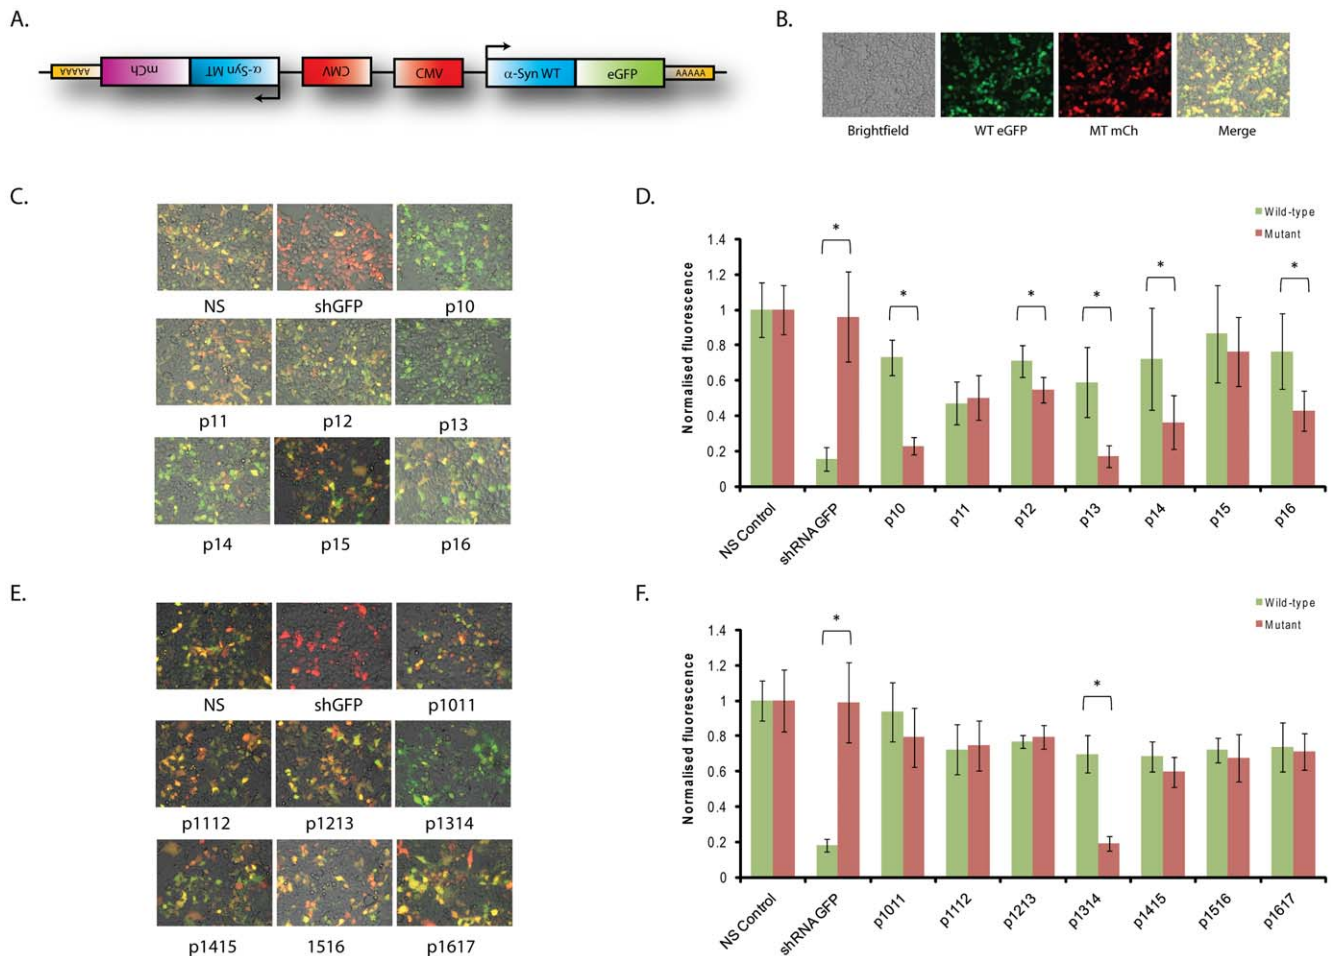 A.
AAAAA mCh α-Syn MT CMV CMV α-Syn WT eGFP AAAAA
B.
Brightfield WT eGFP MT mCh Merge
C.
NS shGFP p10
p11 p12 p13
p14 p15 p16
D.
Wild-type
Mutant
Normalised fluorescence
1.4
1.2
1
0.8
0.6
0.4
0.2
0
* * * * * *
NS Control shRNA GFP p10 p11 p12 p13 p14 p15 p16
E.
NS shGFP p1011
p1112 p1213 p1314
p1415 1516 p1617
F.
Wild-type
Mutant
Normalised fluorescence
1.4
1.2
1
0.8
0.6
0.4
0.2
0
* *
NS Control shRNA GFP p1011 p1112 p1213 p1314 p1415 p1516 p1617